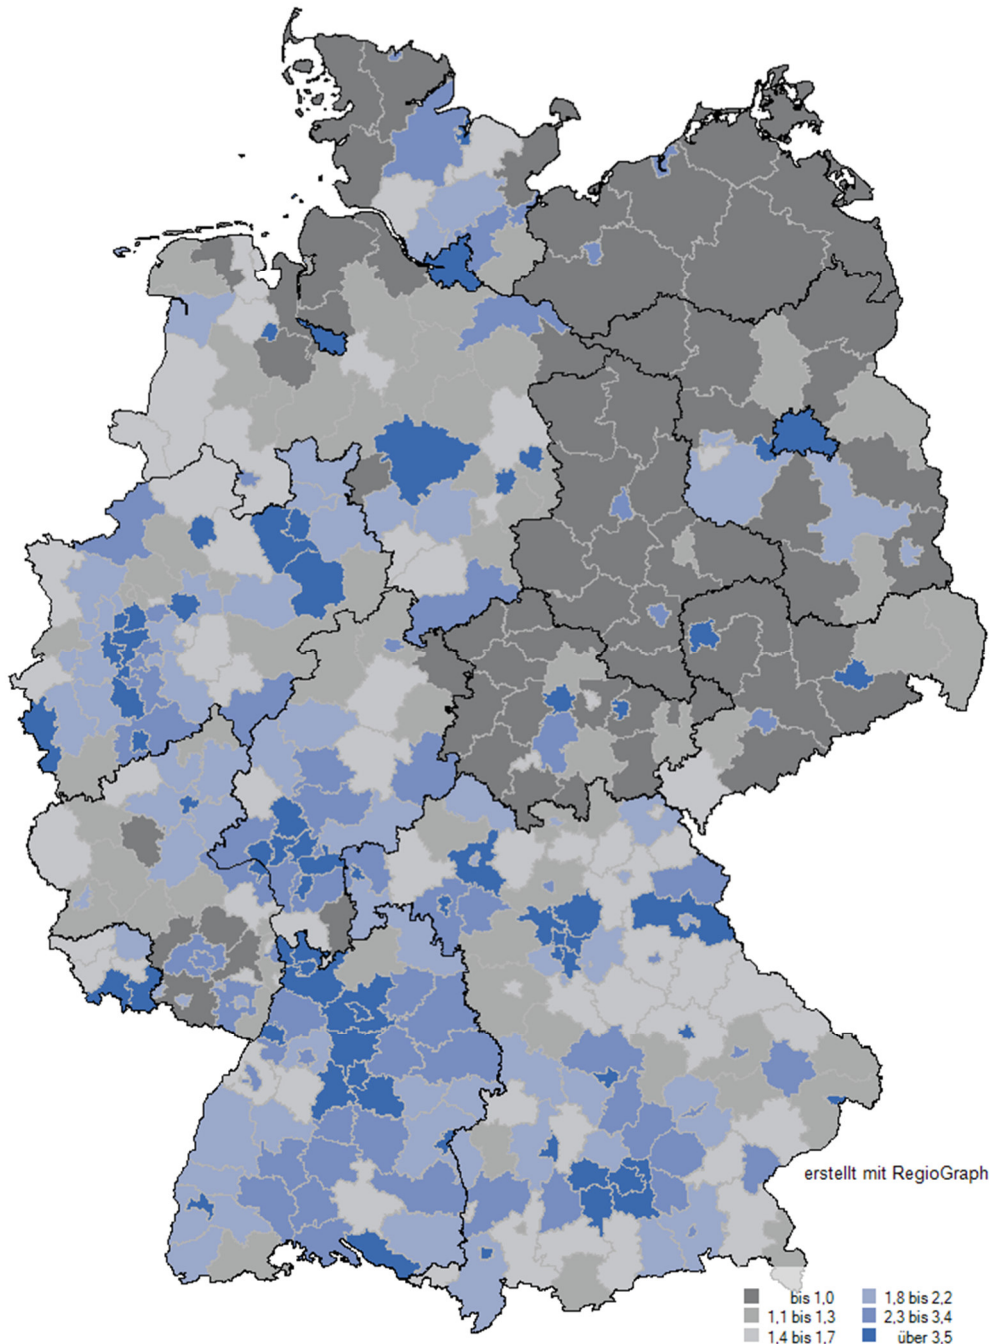 erstellt mit RegioGraph
bis 1,0
1,1 bis 1,3
1,4 bis 1,7
1,8 bis 2,2
2,3 bis 3,4
über 3,5